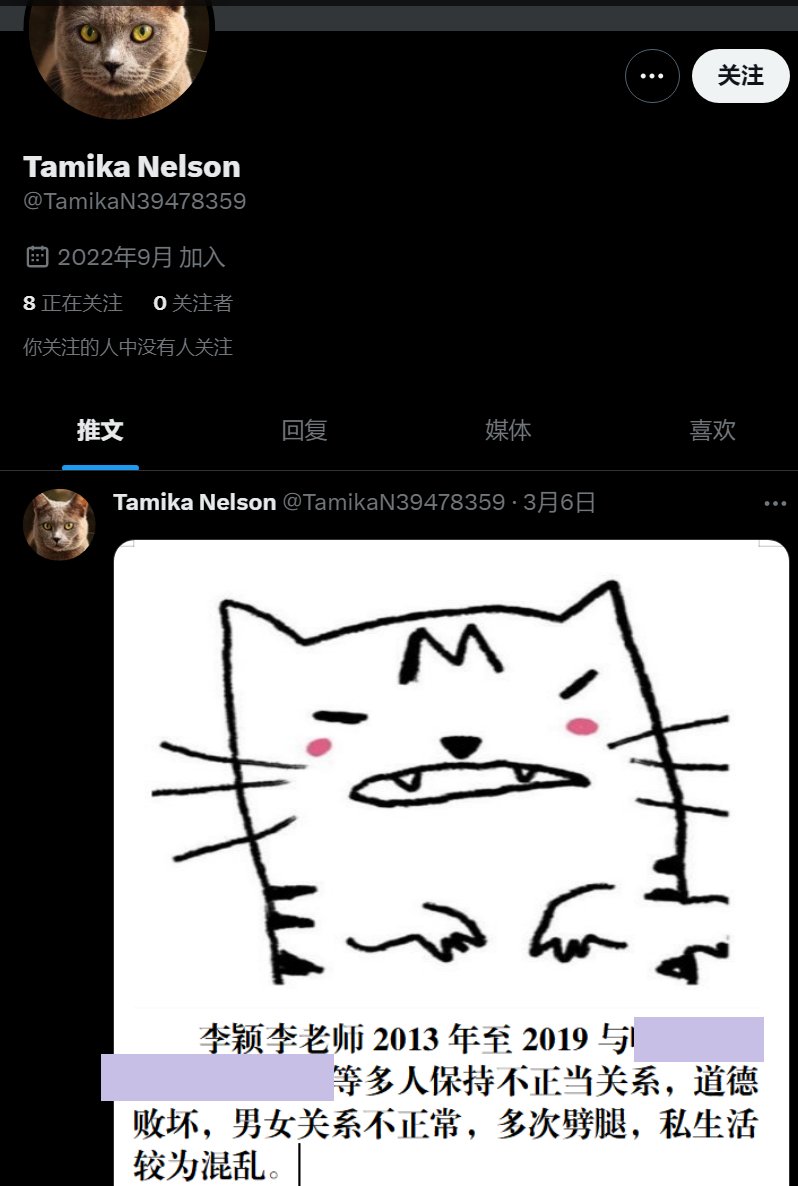 关注
Tamika Nelson
@TamikaN39478359
2022年9月 加入
8 正在关注 0 关注者
你关注的人中没有人关注
推文 回复 媒体 喜欢
Tamika Nelson @TamikaN39478359 · 3月6日
李颖李老师 2013 年至 2019 与
等多人保持不正当关系，道德
败坏，男女关系不正常，多次劈腿，私生活
较为混乱。